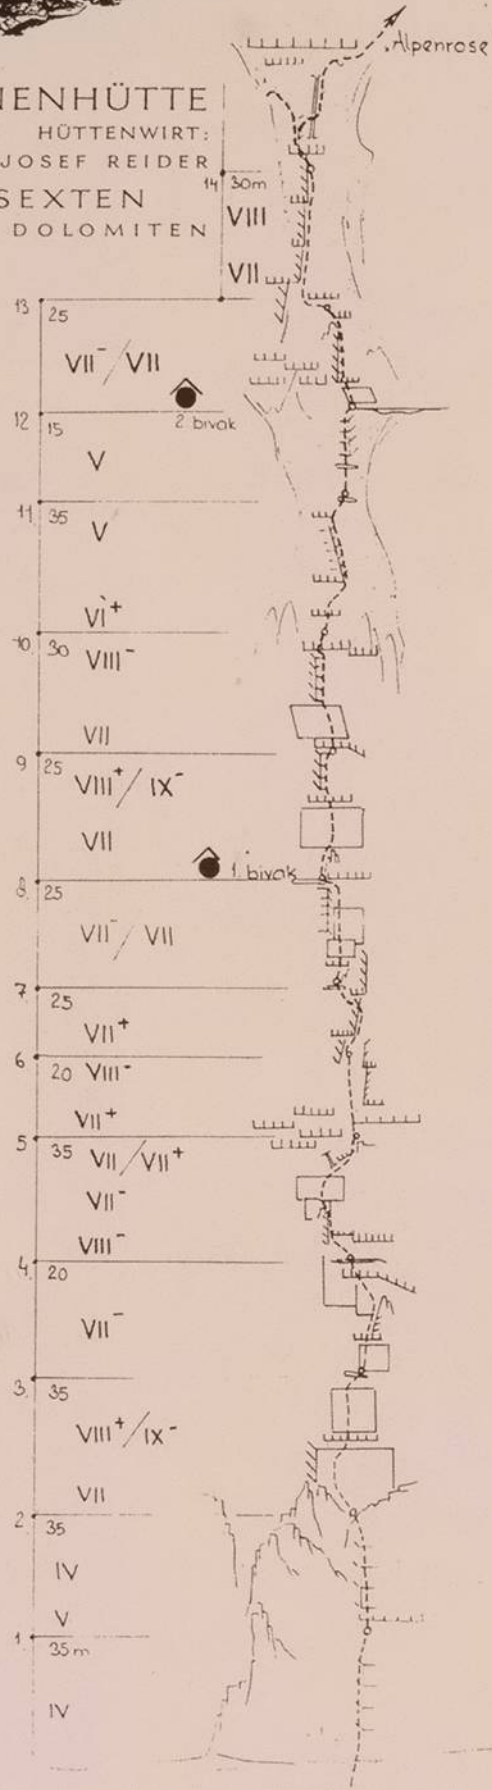 Alpenrose
NENHÜTTE
HÜTTENWIRT:
JOSEF REIDER
SEXTEN
DOLOMITEN
14 30m
VIII
VII
13 25
VII⁻/VII
2. bivak
12 15
V
11 35
V
VI⁺
10 30
VIII⁻
VII
9 25
VIII⁺/IX⁻
VII
1. bivak
8. 25
VII⁻/VII
7 25
VII⁺
6 20 VIII⁻
VII⁺
5 35
VII/VII⁺
VII⁻
VIII⁻
4. 20
VII⁻
3. 35
VIII⁺/IX⁻
VII
2 35
IV
V
1 35m
IV